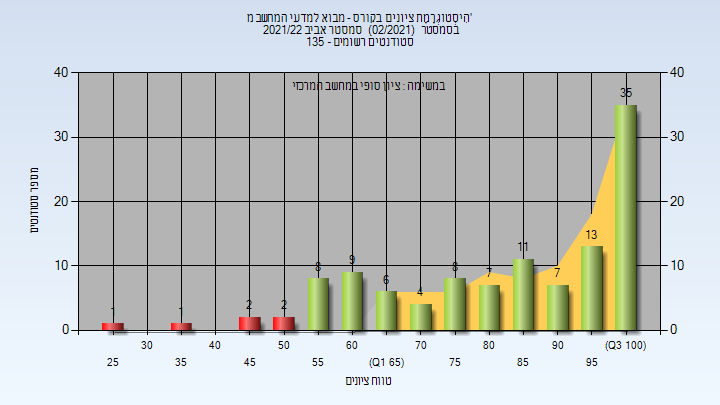 הִיסְטוֹגְרָמַת ציונים בקורס - מבוא למדעי המחשב מ'
בסמסטר (02/2021) סמסטר אביב 2021/22
סטודנטים רשומים - 135
במשימה : ציון סופי במחשב המרכזי
40 40
30 30
20 20
10 10
0 0
מספר סטודנטים
1 1 2 2 8 9 6 4 8 7 11 7 13 35
30 40 50 60 70 80 90 (Q3 100)
25 35 45 55 (Q1 65) 75 85 95
טווח ציונים